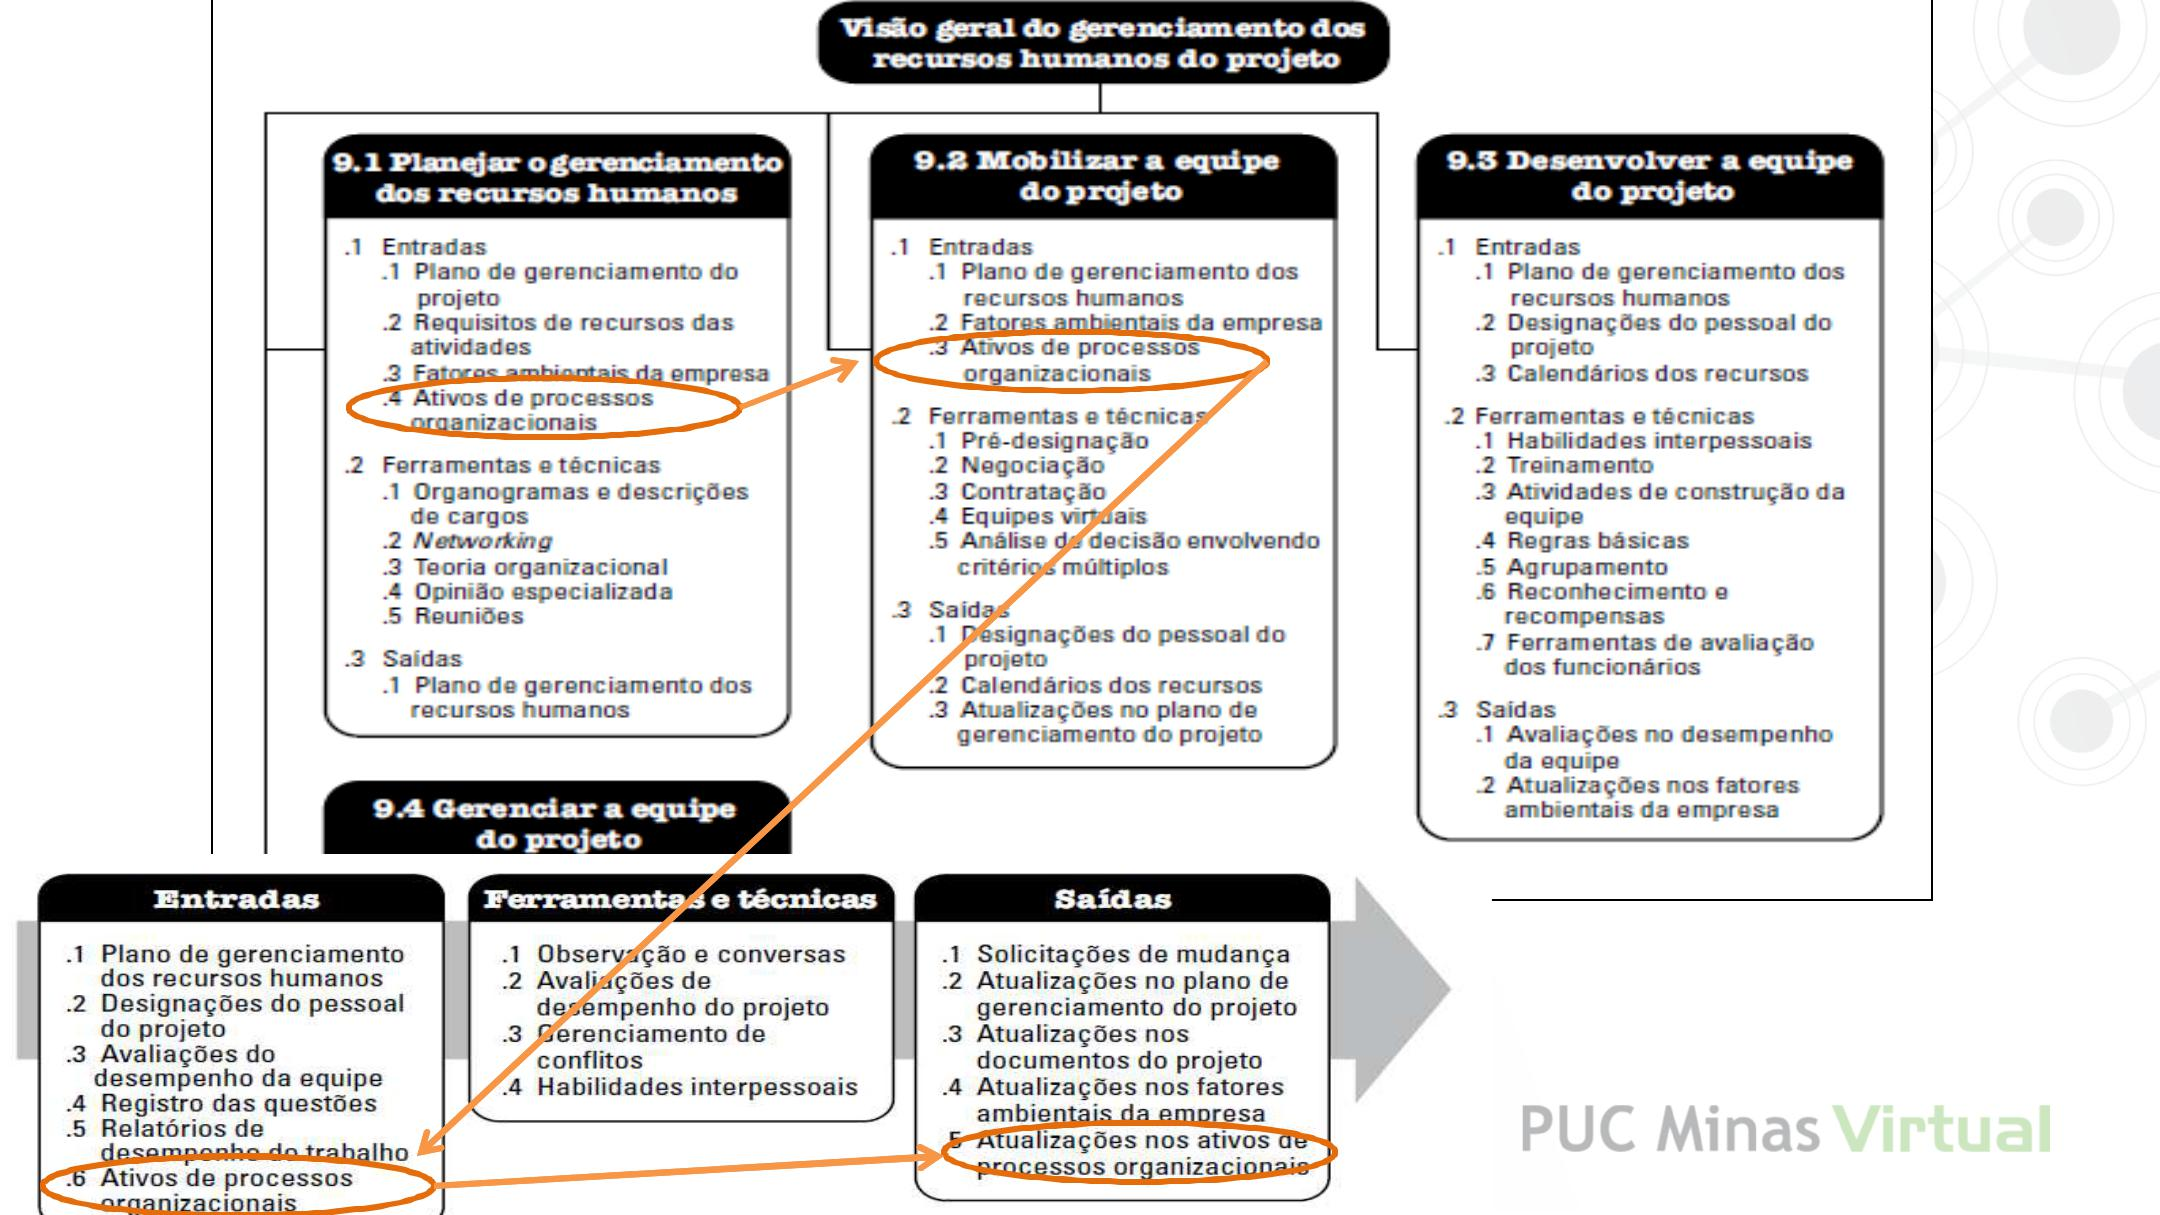 Visão geral do gerenciamento dos
recursos humanos do projeto
9.1 Planejar o gerenciamento
dos recursos humanos
.1 Entradas
.1 Plano de gerenciamento do
projeto
.2 Requisitos de recursos das
atividades
.3 Fatores ambientais da empresa
.4 Ativos de processos
organizacionais
.2 Ferramentas e técnicas
.1 Organogramas e descrições
de cargos
.2 Networking
.3 Teoria organizacional
.4 Opinião especializada
.5 Reuniões
.3 Saídas
.1 Plano de gerenciamento dos
recursos humanos
9.2 Mobilizar a equipe
do projeto
.1 Entradas
.1 Plano de gerenciamento dos
recursos humanos
.2 Fatores ambientais da empresa
.3 Ativos de processos
organizacionais
.2 Ferramentas e técnicas
.1 Pré-designação
.2 Negociação
.3 Contratação
.4 Equipes virtuais
.5 Análise de decisão envolvendo
critérios múltiplos
.3 Saídas
.1 Designações do pessoal do
projeto
.2 Calendários dos recursos
.3 Atualizações no plano de
gerenciamento do projeto
9.3 Desenvolver a equipe
do projeto
.1 Entradas
.1 Plano de gerenciamento dos
recursos humanos
.2 Designações do pessoal do
projeto
.3 Calendários dos recursos
.2 Ferramentas e técnicas
.1 Habilidades interpessoais
.2 Treinamento
.3 Atividades de construção da
equipe
.4 Regras básicas
.5 Agrupamento
.6 Reconhecimento e
recompensas
.7 Ferramentas de avaliação
dos funcionários
.3 Saídas
.1 Avaliações no desempenho
da equipe
.2 Atualizações nos fatores
ambientais da empresa
9.4 Gerenciar a equipe
do projeto
Entradas
.1 Plano de gerenciamento
dos recursos humanos
.2 Designações do pessoal
do projeto
.3 Avaliações do
desempenho da equipe
.4 Registro das questões
.5 Relatórios de
desempenho do trabalho
.6 Ativos de processos
organizacionais
Ferramentas e técnicas
.1 Observação e conversas
.2 Avaliações de
desempenho do projeto
.3 Gerenciamento de
conflitos
.4 Habilidades interpessoais
Saídas
.1 Solicitações de mudança
.2 Atualizações no plano de
gerenciamento do projeto
.3 Atualizações nos
documentos do projeto
.4 Atualizações nos fatores
ambientais da empresa
.5 Atualizações nos ativos de
processos organizacionais
PUC Minas Virtual